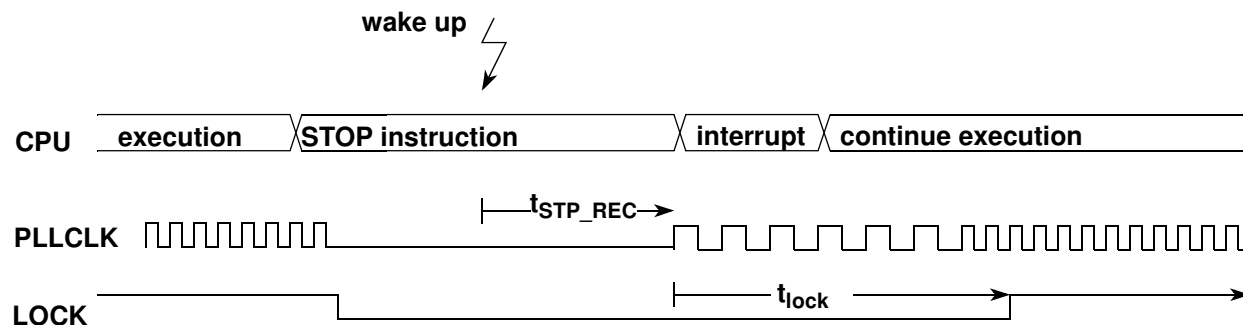 wake up
CPU execution STOP instruction interrupt continue execution
tSTP_REC
PLLCLK
tlock
LOCK